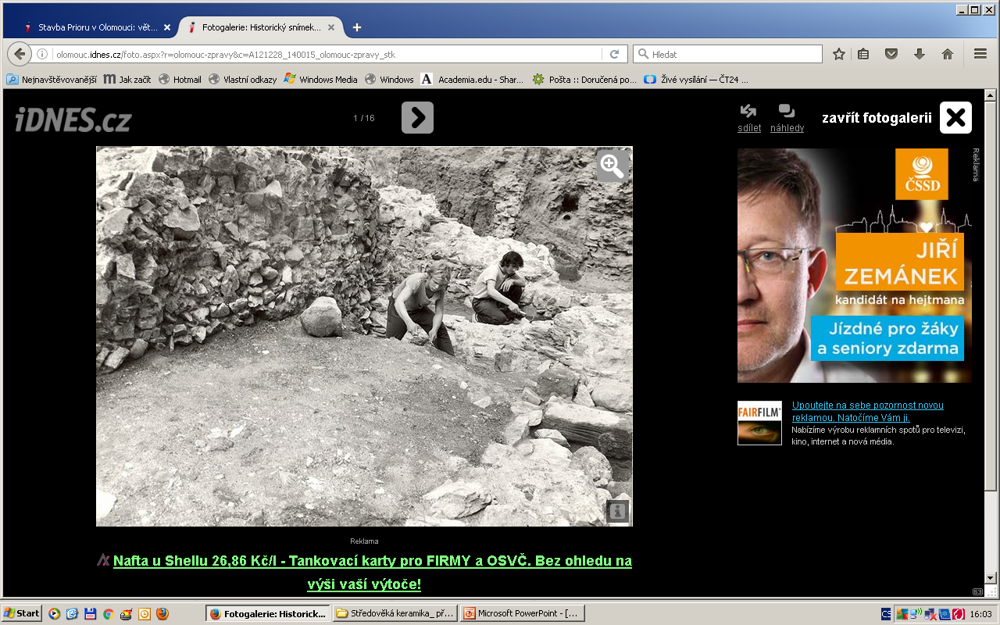 Stavba Prioru v Olomouci: vět...
Fotogalerie: Historický snímek...
olomouc.idnes.cz/foto.aspx?r=olomouc-zpravy&c=A121228_140015_olomouc-zpravy_stk
Hledat
Nejnavštěvovanější
Jak začít
Hotmail
Vlastní odkazy
Windows Media
Windows
Academia.edu - Shar...
Pošta :: Doručená po...
Živé vysílání — ČT24 ...
iDNES.cz
1 / 16
sdílet
náhledy
zavřít fotogalerii
Reklama
ČSSD
JIŘÍ
ZEMÁNEK
kandidát na hejtmana
Jízdné pro žáky
a seniory zdarma
FAIRFILM
Upoutejte na sebe pozornost novou
reklamou. Natočíme Vám ji.
Nabízíme výrobu reklamních spotů pro televizi,
kino, internet a nová média.
Reklama
Nafta u Shellu 26,86 Kč/l - Tankovací karty pro FIRMY a OSVČ. Bez ohledu na
výši vaší výtoče!
Start
Fotogalerie: Historick...
Středověká keramika_ př...
Microsoft PowerPoint - [...
CS
16:03